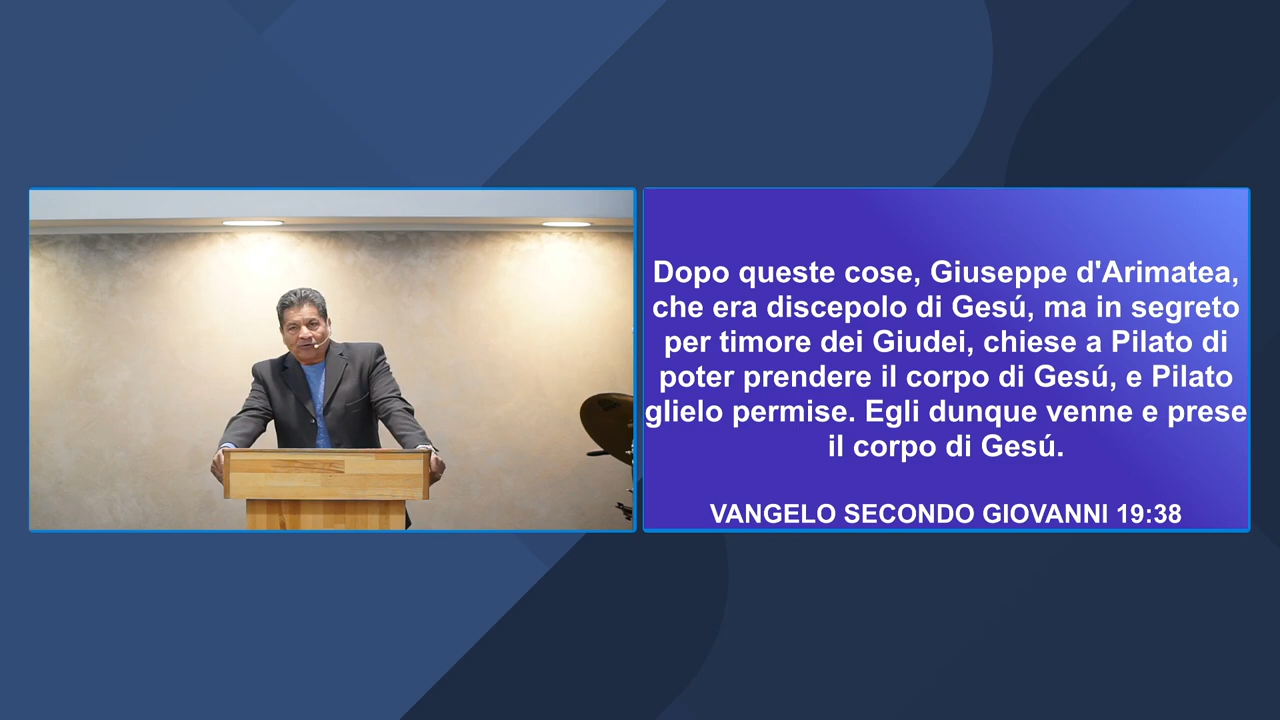 Dopo queste cose, Giuseppe d'Arimatea,
che era discepolo di Gesú, ma in segreto
per timore dei Giudei, chiese a Pilato di
poter prendere il corpo di Gesú, e Pilato
glielo permise. Egli dunque venne e prese
il corpo di Gesú.
VANGELO SECONDO GIOVANNI 19:38